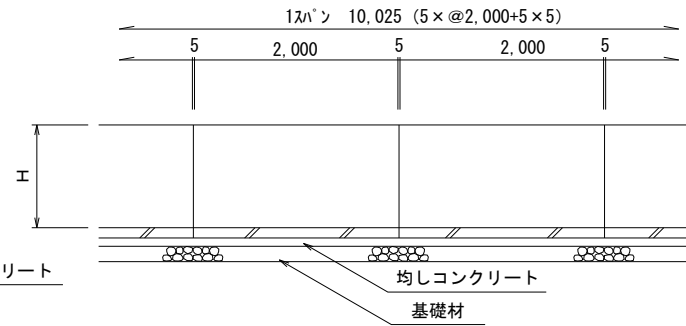 1ｽﾊﾟﾝ 10,025 (5×@2,000+5×5)
5 2,000 5 2,000 5
H
リート
均しコンクリート
基礎材